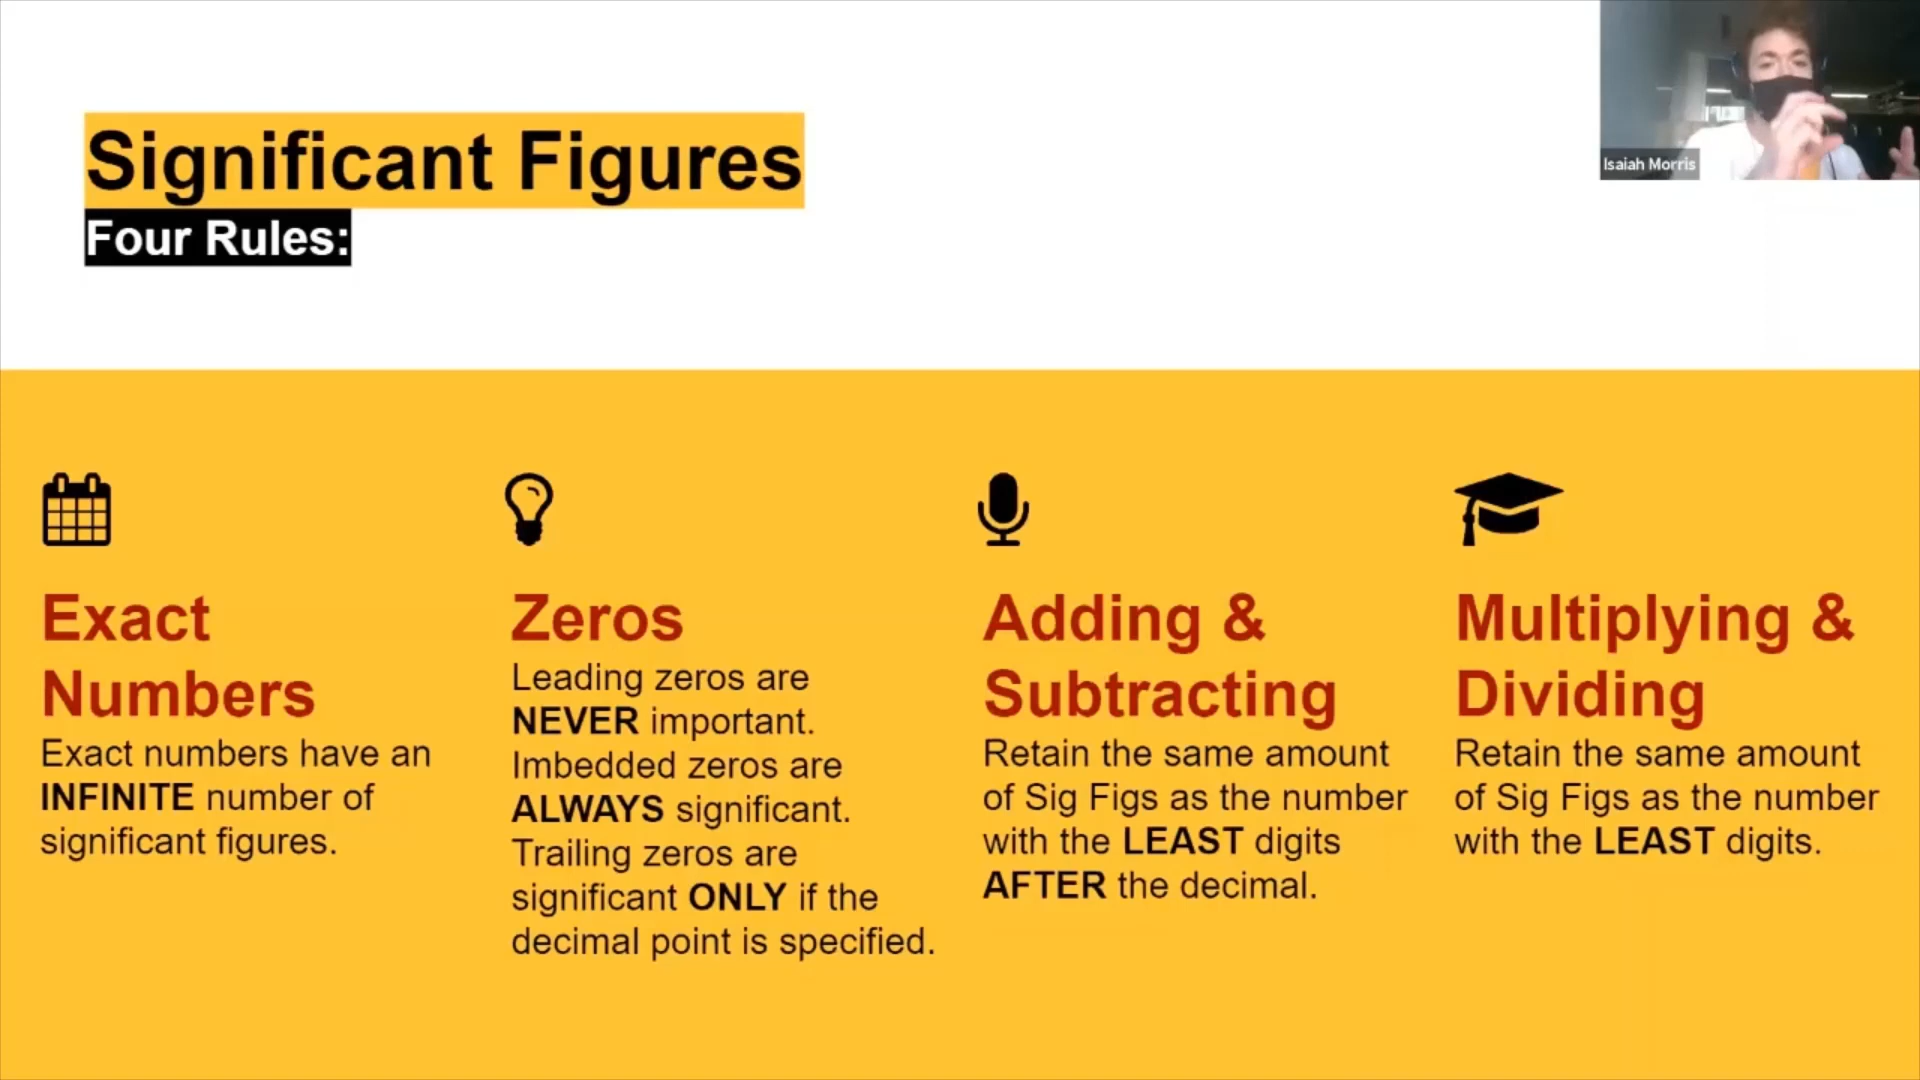 Significant Figures
Four Rules:
Isaiah Morris
Exact
Numbers
Exact numbers have an
INFINITE number of
significant figures.
Zeros
Leading zeros are
NEVER important.
Imbedded zeros are
ALWAYS significant.
Trailing zeros are
significant ONLY if the
decimal point is specified.
Adding &
Subtracting
Retain the same amount
of Sig Figs as the number
with the LEAST digits
AFTER the decimal.
Multiplying &
Dividing
Retain the same amount
of Sig Figs as the number
with the LEAST digits.